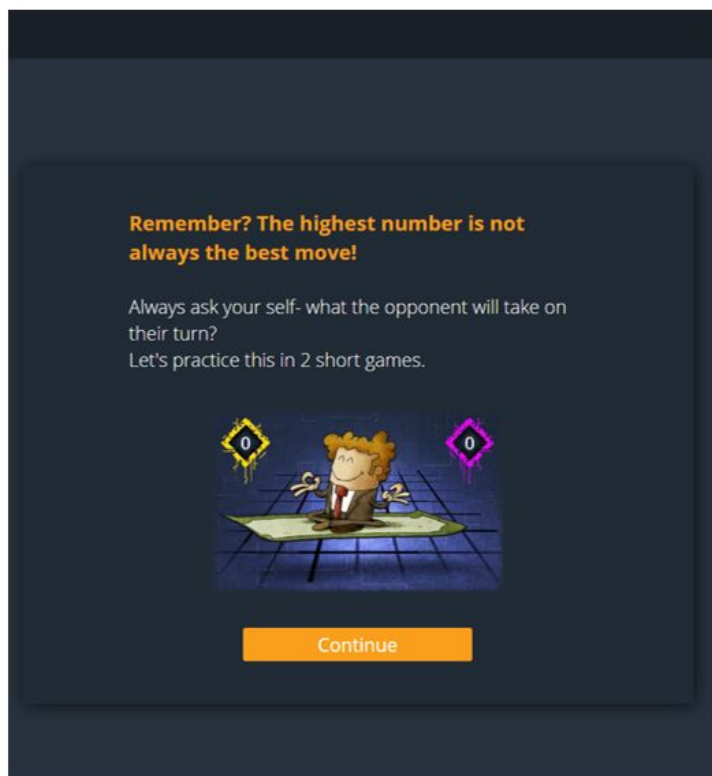 Remember? The highest number is not
always the best move!
Always ask your self- what the opponent will take on
their turn?
Let's practice this in 2 short games.
0
0
Continue